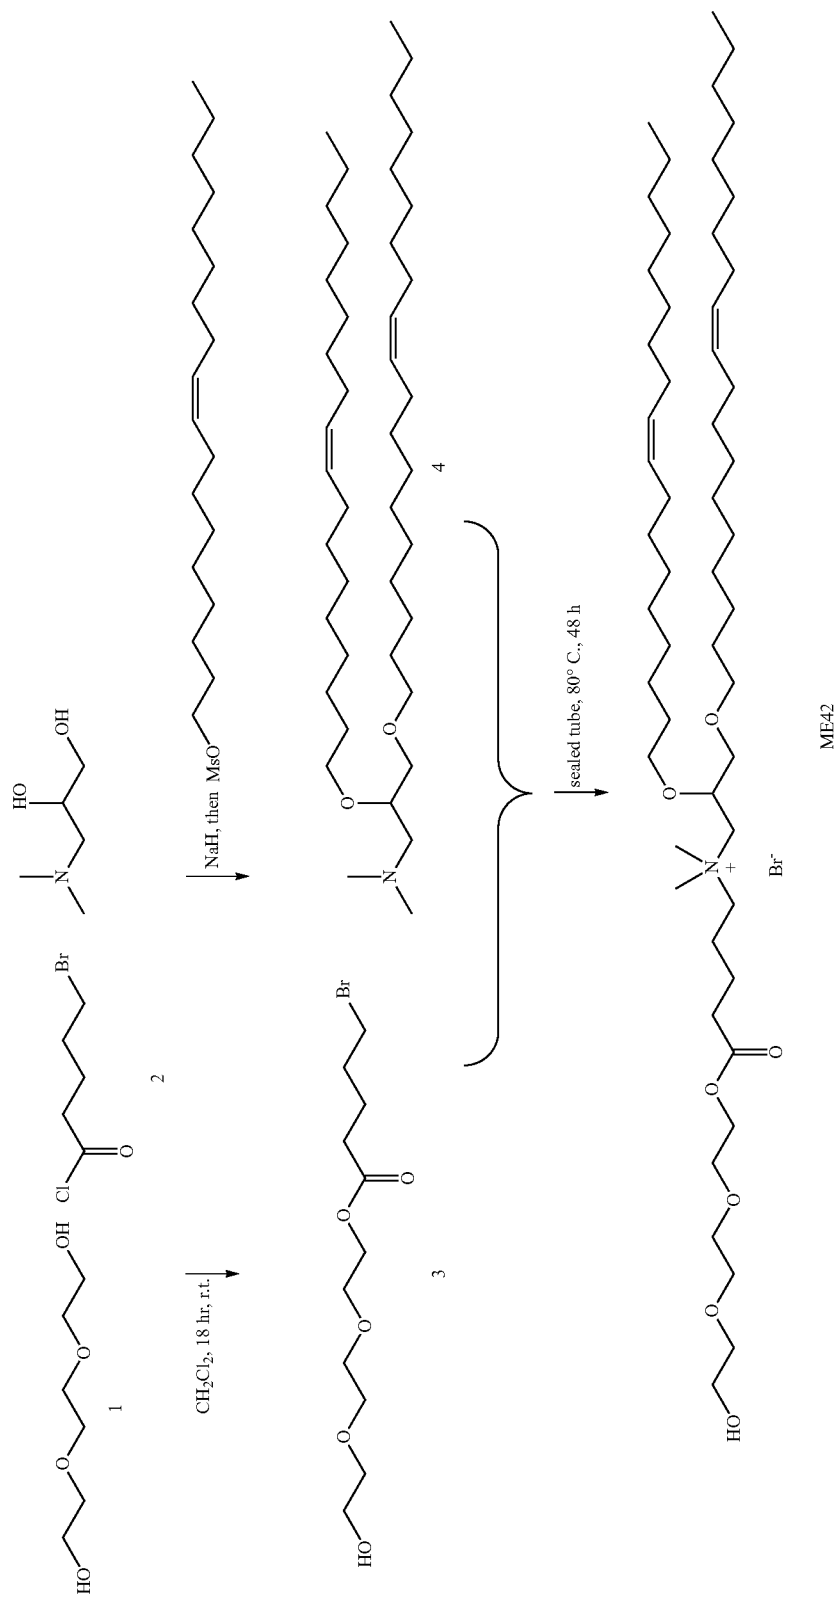 HO
O
O
OH
1
Cl
O
Br
2
N
HO
OH
CH₂Cl₂, 18 hr, r.t.
NaH, then
MsO
HO
O
O
O
O
Br
3
N
O
O
4
sealed tube, 80° C., 48 h
HO
O
O
O
O
N
+
Br⁻
O
O
ME42